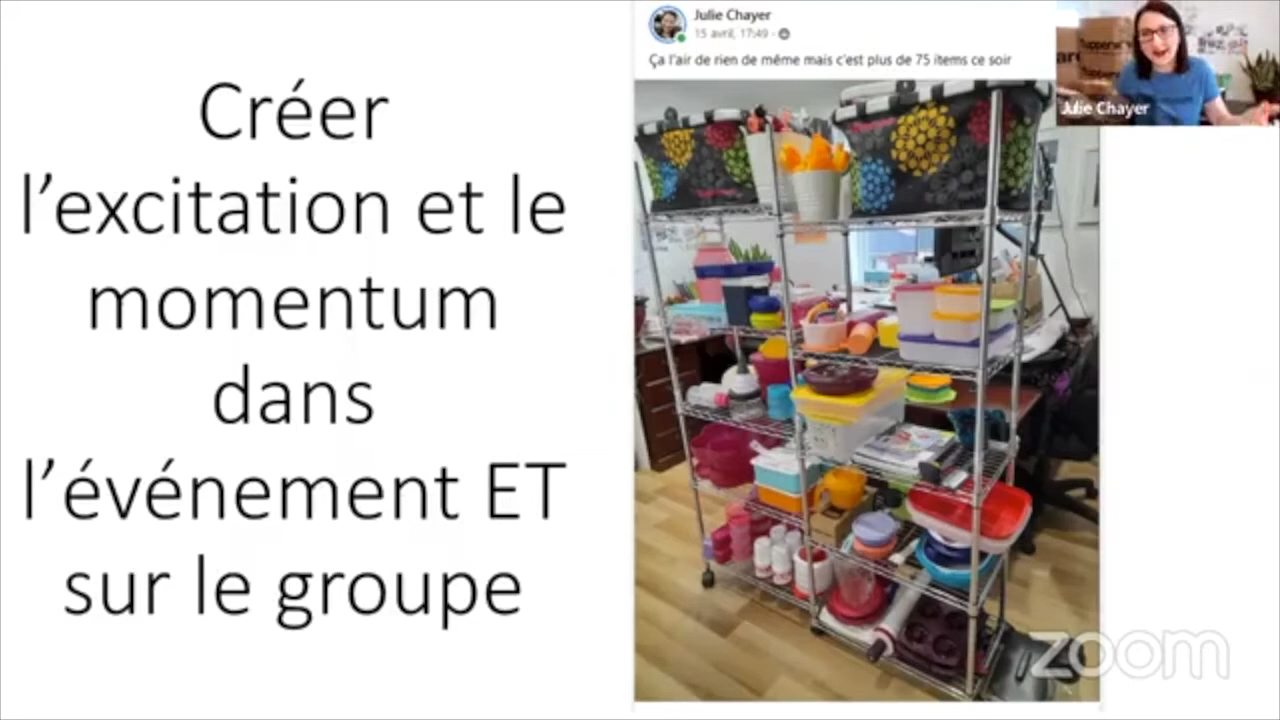 Créer
l’excitation et le
momentum
dans
l’événement ET
sur le groupe
Julie Chayer
15 avril, 17:49 ·
Ça l'air de rien de même mais c'est plus de 75 items ce soir
Tupperware
Julie Chayer
zoom